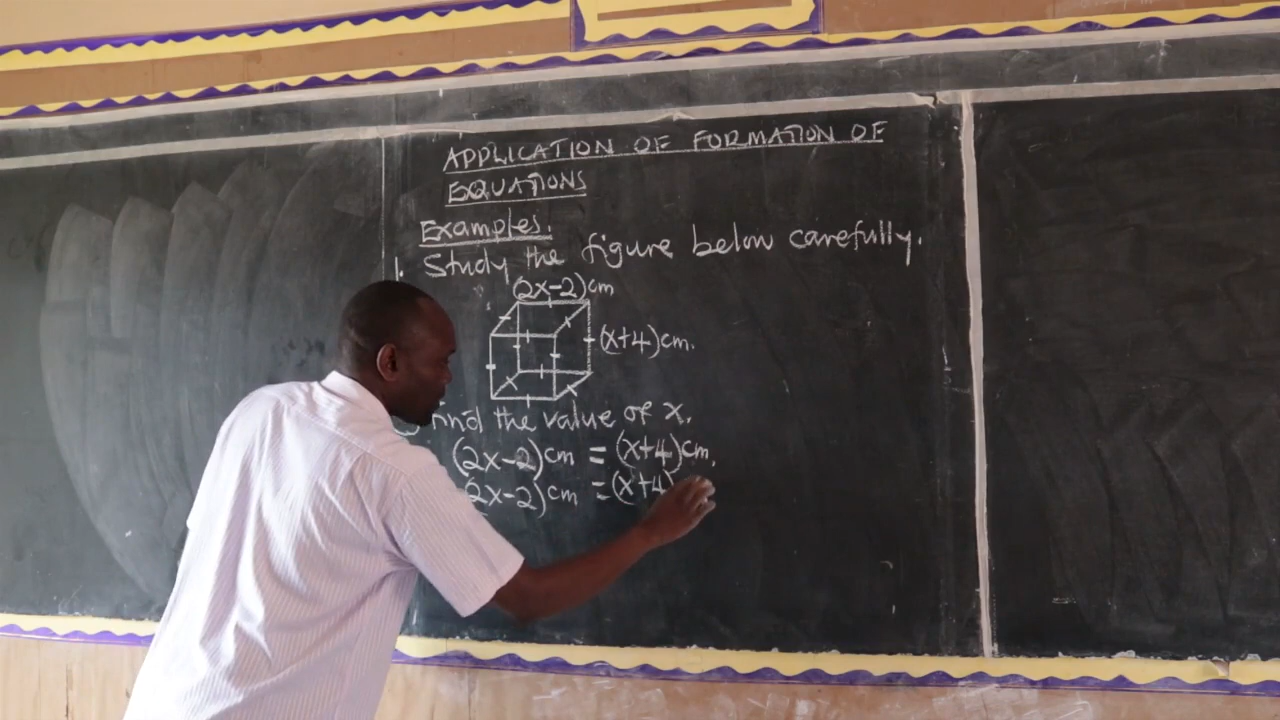 APPLICATION OF FORMATION OF
EQUATIONS
Examples.
1. Study the figure below carefully.
(2x-2)cm
(x+4)cm.
Find the value of x.
(2x-2)cm = (x+4)cm.
2x-2)cm = (x+4)